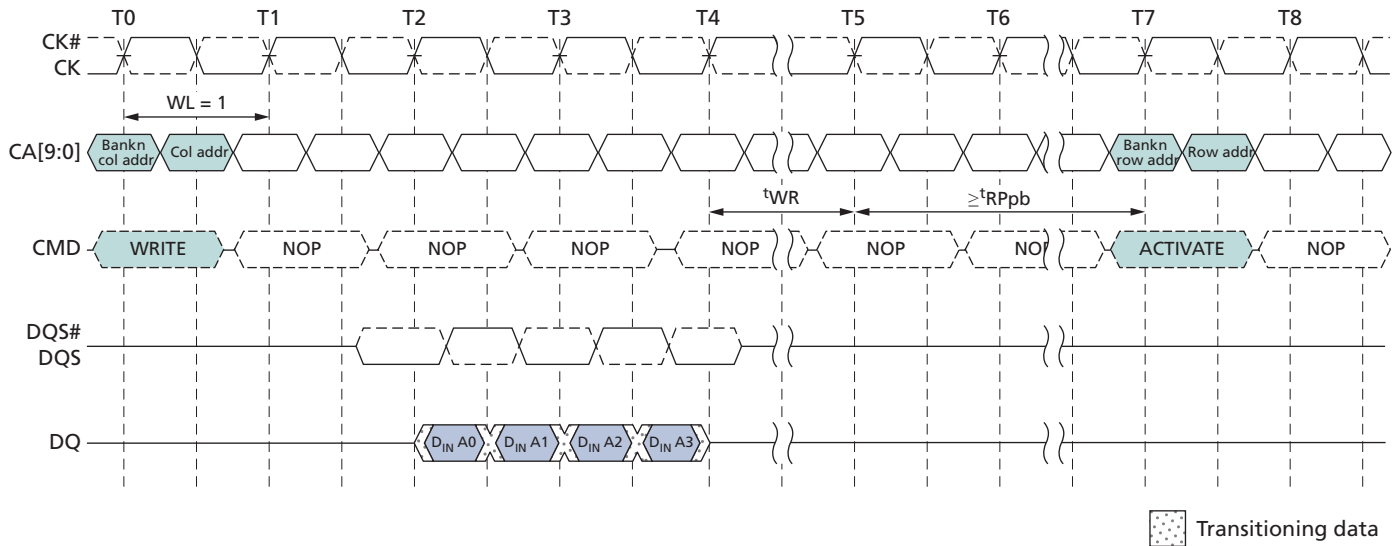 T0 T1 T2 T3 T4 T5 T6 T7 T8
CK#
CK
WL = 1
CA[9:0] Bankn col addr Col addr Bankn row addr Row addr
tWR ≥tRPpb
CMD WRITE NOP NOP NOP NOP NOP NOP ACTIVATE NOP
DQS#
DQS
DQ DIN A0 DIN A1 DIN A2 DIN A3
Transitioning data